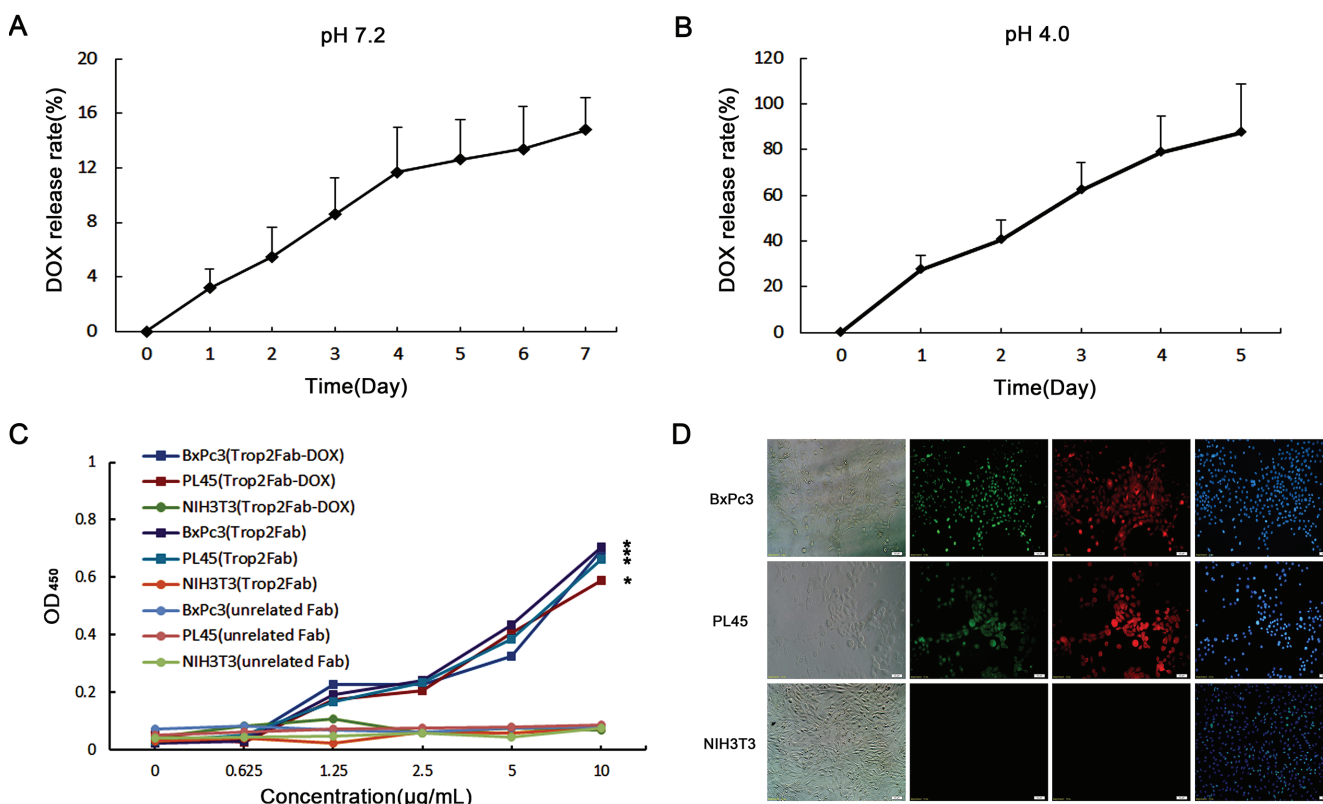 A
pH 7.2
DOX release rate(%)
20
16
12
8
4
0
0 1 2 3 4 5 6 7
Time(Day)
B
pH 4.0
DOX release rate(%)
120
100
80
60
40
20
0
0 1 2 3 4 5
Time(Day)
C
OD450
1
0.8
0.6
0.4
0.2
0
BxPc3(Trop2Fab-DOX)
PL45(Trop2Fab-DOX)
NIH3T3(Trop2Fab-DOX)
BxPc3(Trop2Fab)
PL45(Trop2Fab)
NIH3T3(Trop2Fab)
BxPc3(unrelated Fab)
PL45(unrelated Fab)
NIH3T3(unrelated Fab)
*
*
*
*
0 0.625 1.25 2.5 5 10
Concentration(μg/mL)
D
BxPc3
PL45
NIH3T3